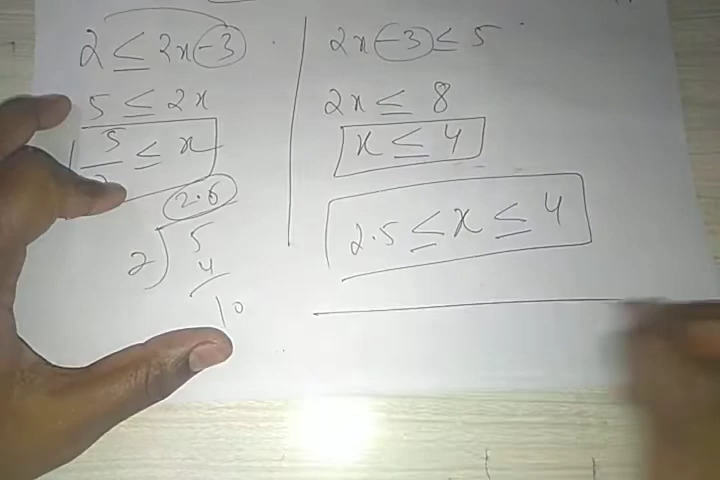 2 ≤ 2x - 3
5 ≤ 2x
5 ≤ x
2.5
2 5
4
10
2x - 3 ≤ 5
2x ≤ 8
x ≤ 4
2.5 ≤ x ≤ 4